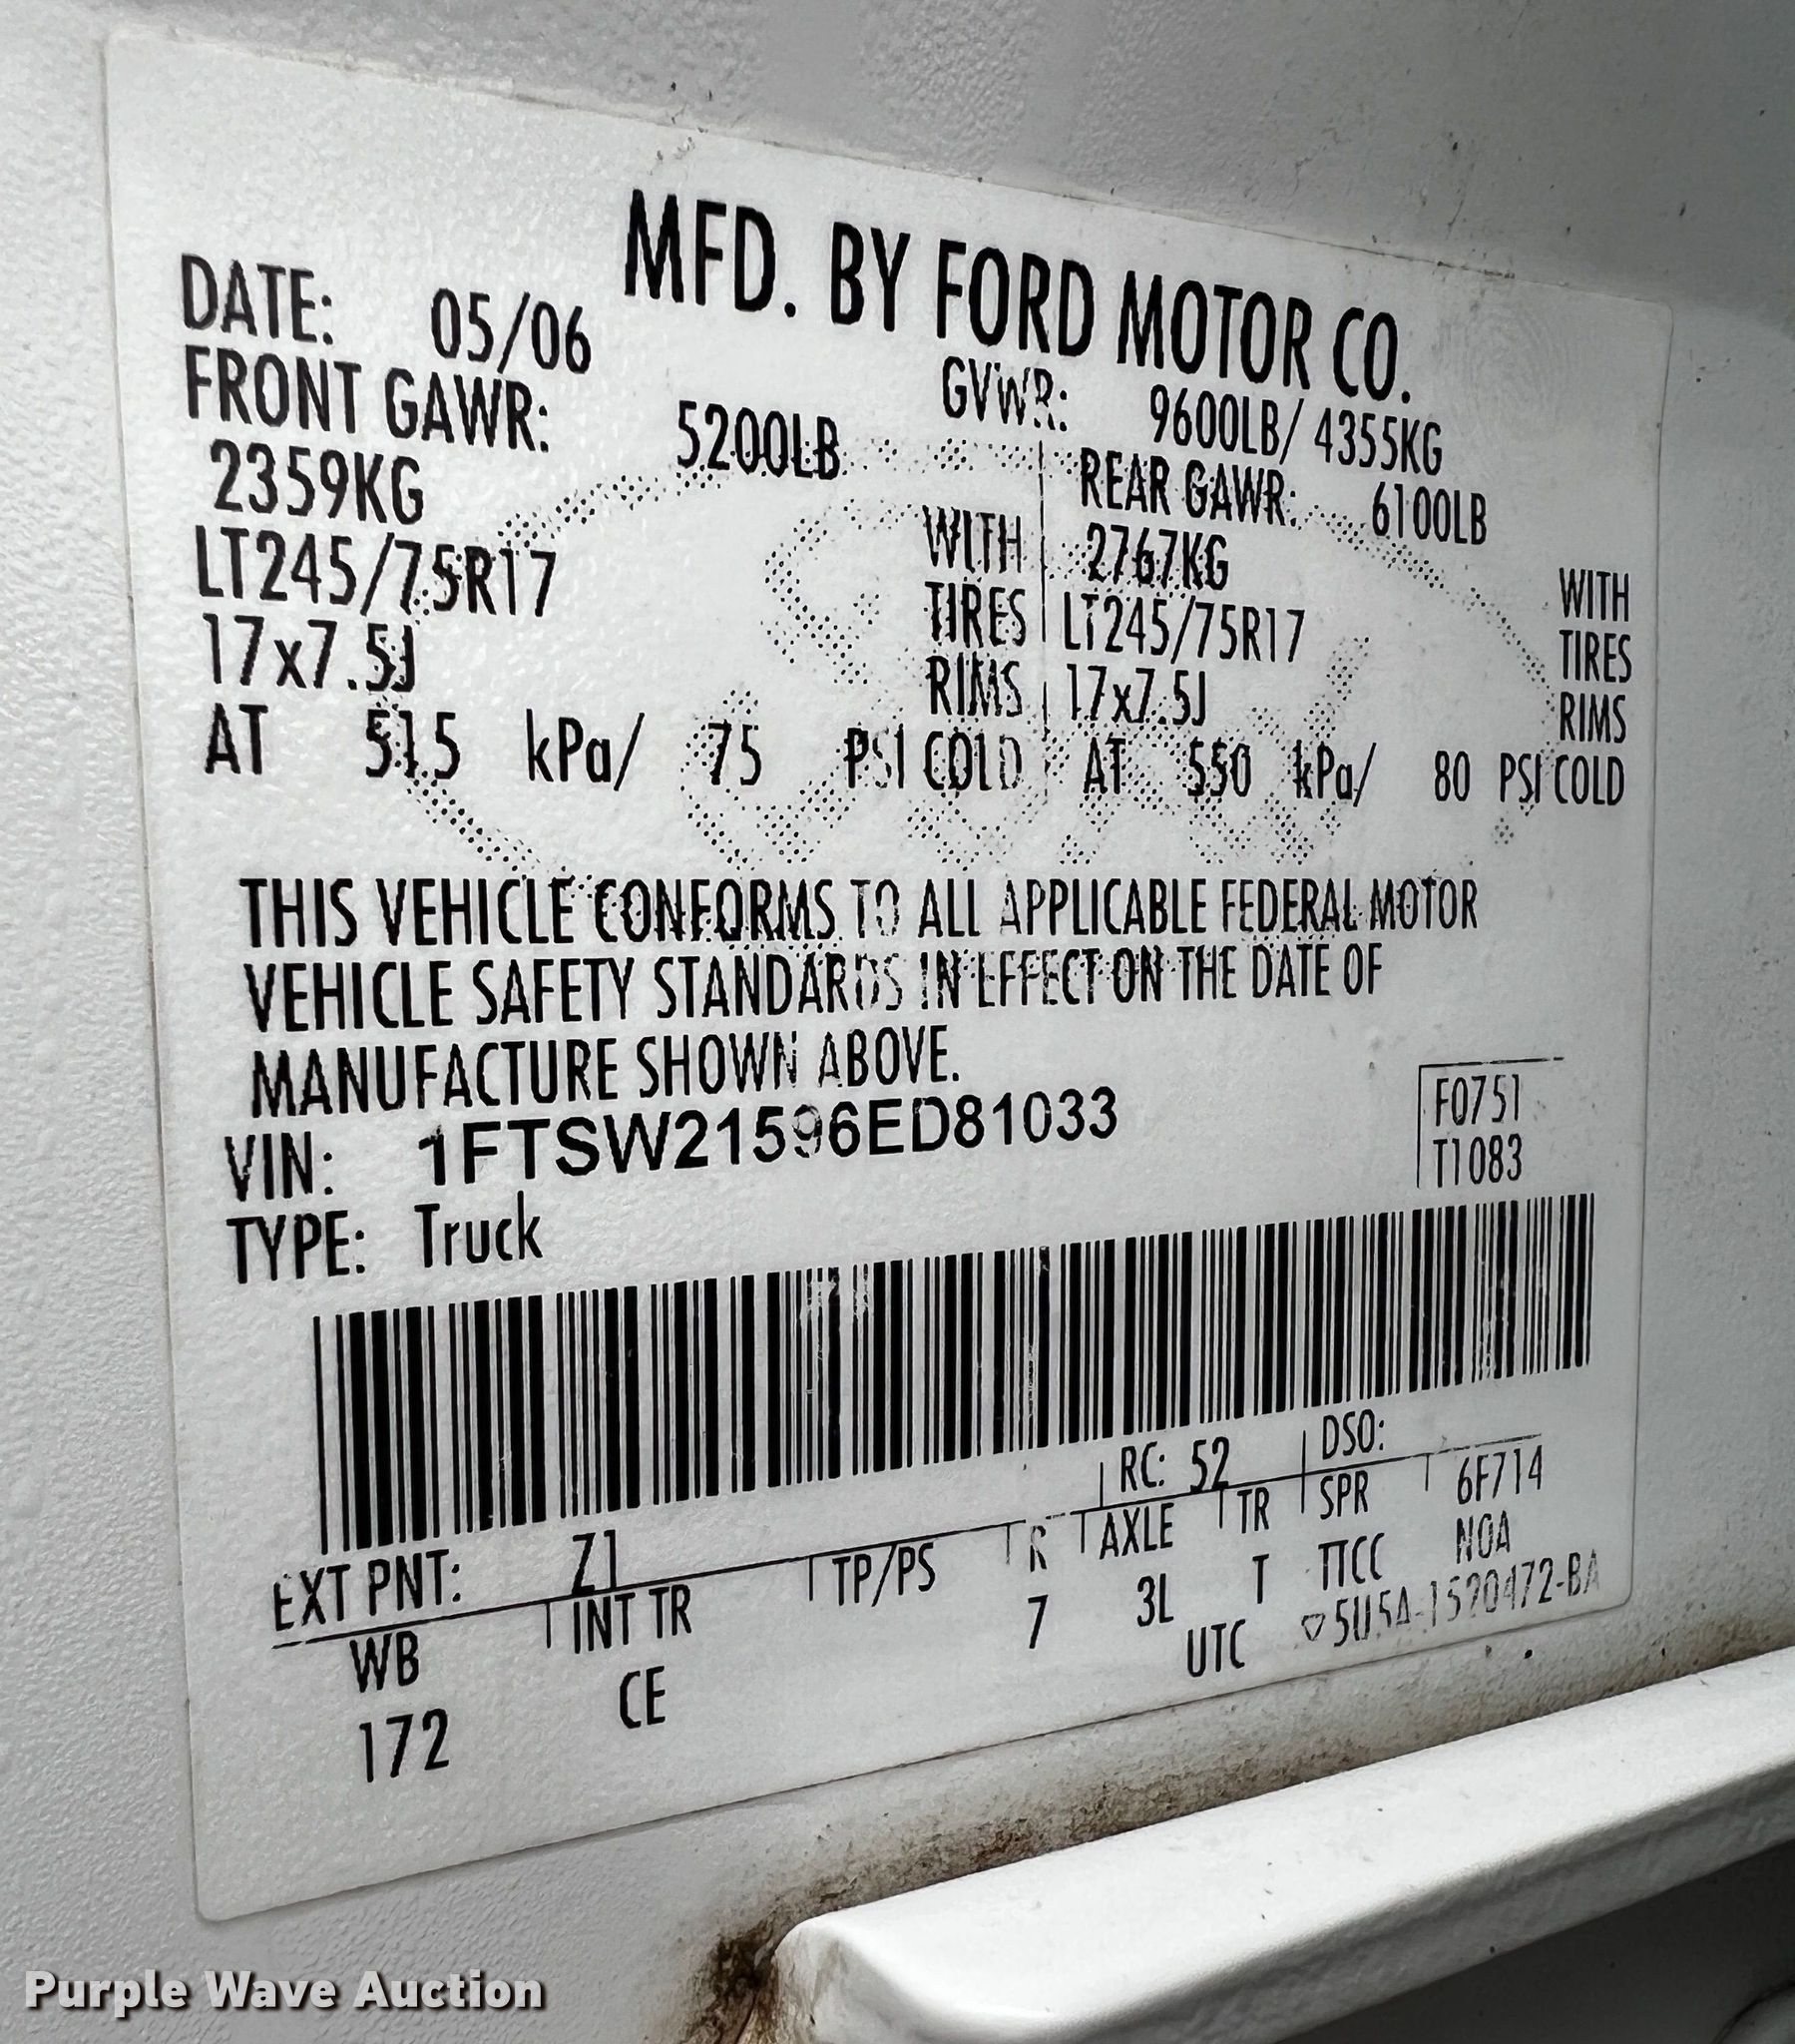 MFD. BY FORD MOTOR CO.
DATE: 05/06 GVWR: 9600LB/ 4355KG
FRONT GAWR: 5200LB REAR GAWR: 6100LB
2359KG WITH 2767KG WITH
LT245/75R17 TIRES LT245/75R17 TIRES
17x7.5J RIMS 17x7.5J RIMS
AT 515 kPa/ 75 PSI COLD AT 550 kPa/ 80 PSI COLD
THIS VEHICLE CONFORMS TO ALL APPLICABLE FEDERAL MOTOR
VEHICLE SAFETY STANDARDS IN EFFECT ON THE DATE OF
MANUFACTURE SHOWN ABOVE.
VIN: 1FTSW21596ED81033 F0751
TYPE: Truck T1083
EXT PNT: Z1 RC: 52 DSO:
WB INT TR TP/PS R AXLE TR SPR 6F714
172 CE 7 3L T TTCC NOA
UTC ▽5U5A-1520472-BA
Purple Wave Auction